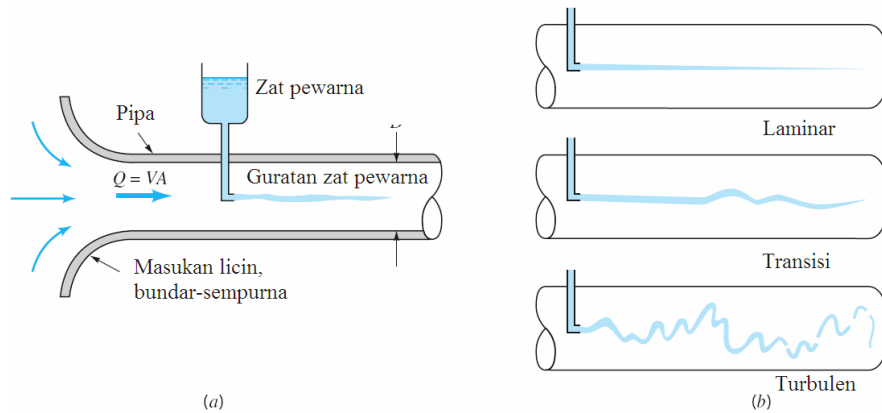 Zat pewarna
Pipa
Q = VA
Guratan zat pewarna
Masukan licin,
bundar-sempurna
(a)
Laminar
Transisi
Turbulen
(b)